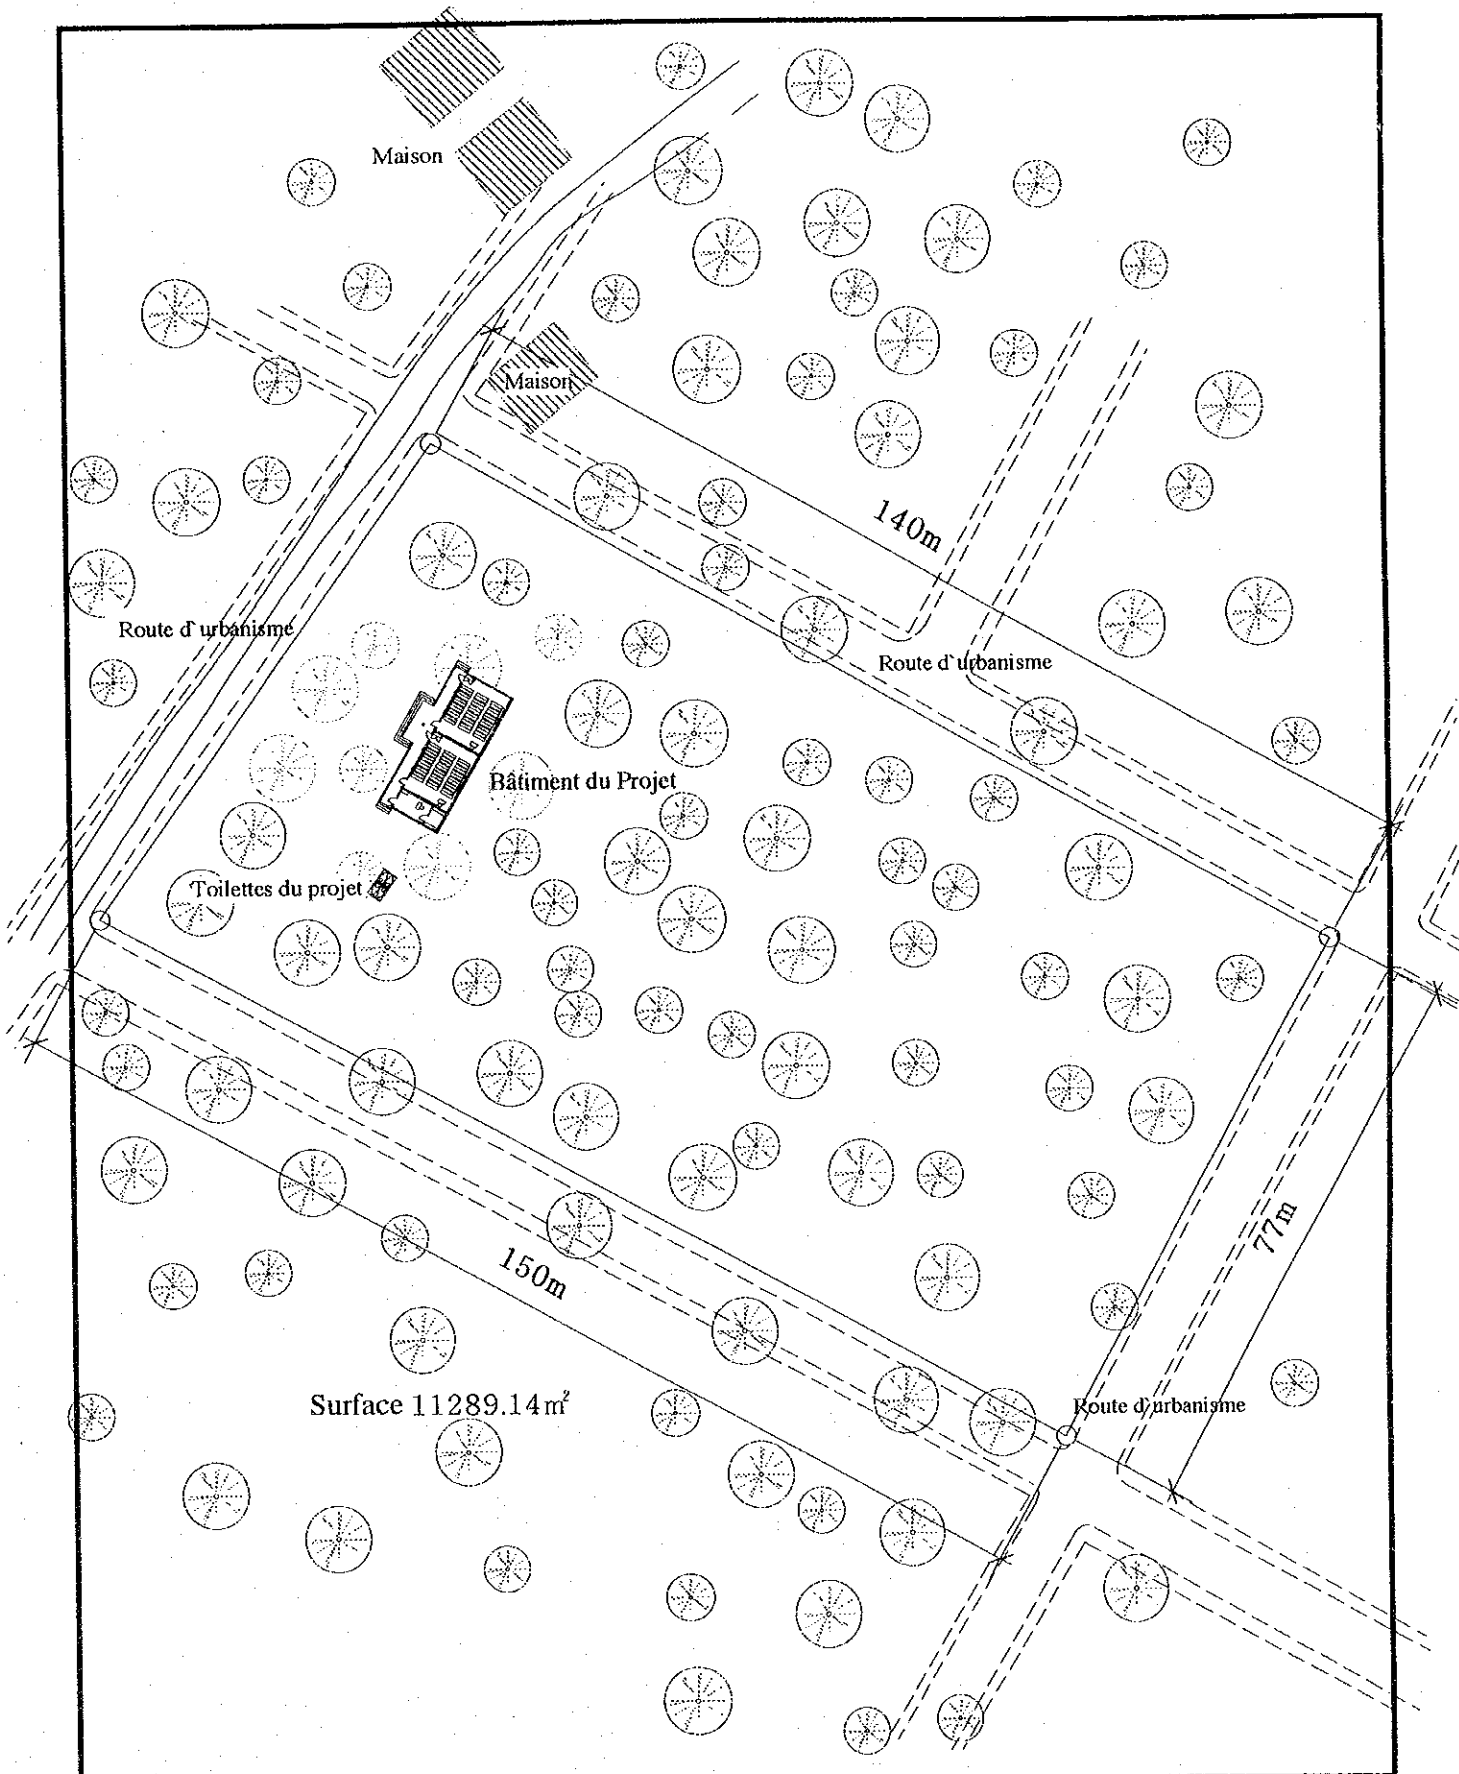 Maison
Maison
140m
Route d`urbanisme
Route d`urbanisme
Bâtiment du Projet
Toilettes du projet
77m
150m
Surface 11289.14㎡
Route d`urbanisme